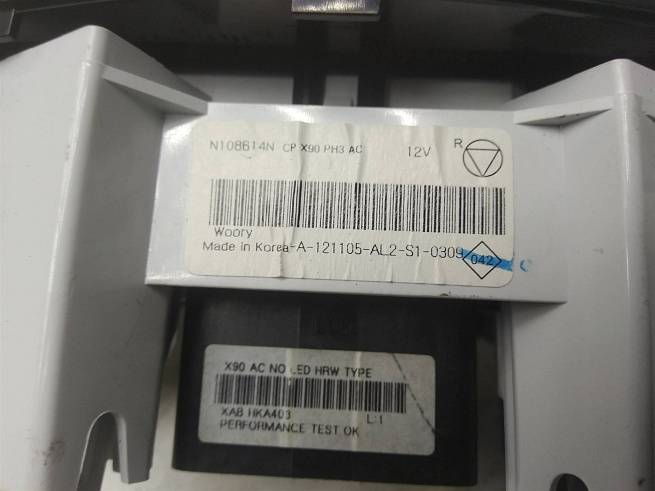 N108614N CP X90 PH3 AC 12V R
Woory
Made in Korea-A-121105-AL2-S1-0309 042
X90 AC NO LED HRW TYPE
XAB HKA403 L:1
PERFORMANCE TEST OK